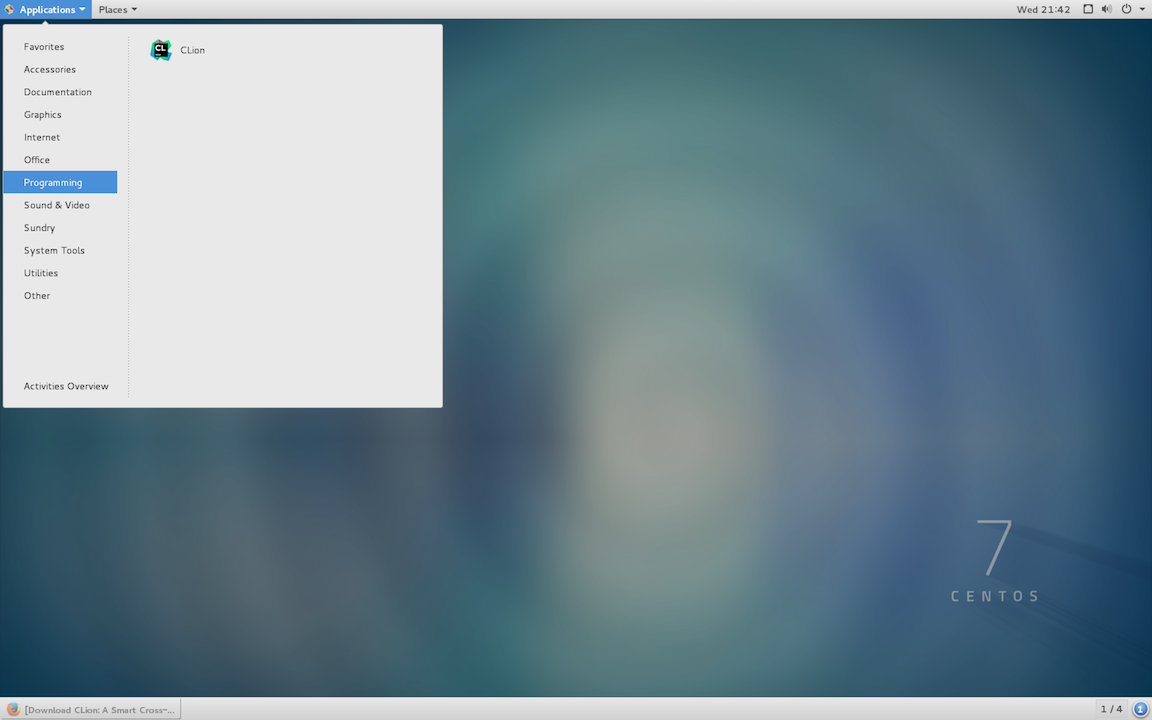 Applications Places Wed 21:42
Favorites
CL CLion
Accessories
Documentation
Graphics
Internet
Office
Programming
Sound & Video
Sundry
System Tools
Utilities
Other
Activities Overview
7
CENTOS
[Download CLion: A Smart Cross-... 1 / 4 1